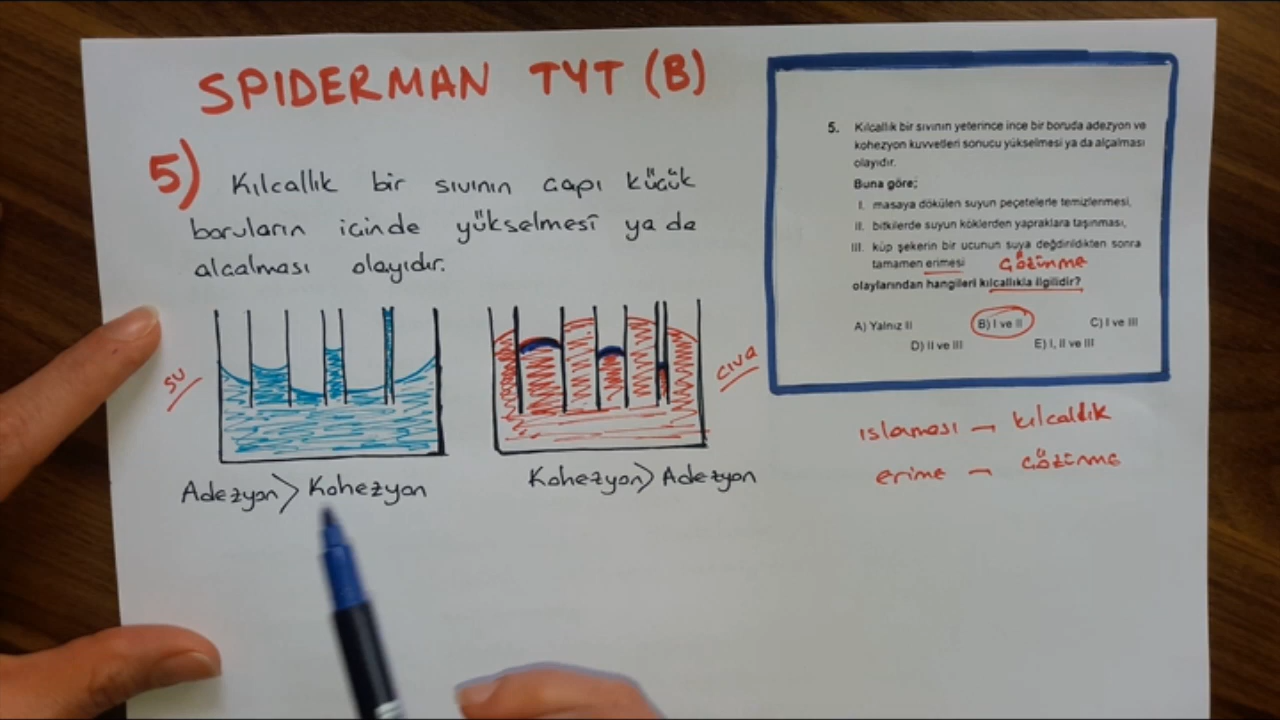 SPIDERMAN TYT (B)
5) Kılcallık bir sıvının çapı küçük
boruların içinde yükselmesi ya da
alçalması olayıdır.
su
Adezyon > Kohezyon
cıva
Kohezyon > Adezyon
5. Kılcallık bir sıvının yeterince ince bir boruda adezyon ve
kohezyon kuvvetleri sonucu yükselmesi ya da alçalması
olayıdır.
Buna göre;
I. masaya dökülen suyun peçetelerle temizlenmesi,
II. bitkilerde suyun köklerden yapraklara taşınması,
III. küp şekerin bir ucunun suya değdirildikten sonra
tamamen erimesi çözünme
olaylarından hangileri kılcallıkla ilgilidir?
A) Yalnız II B) I ve II C) I ve III
D) II ve III E) I, II ve III
ıslanması → kılcallık
erime → çözünme